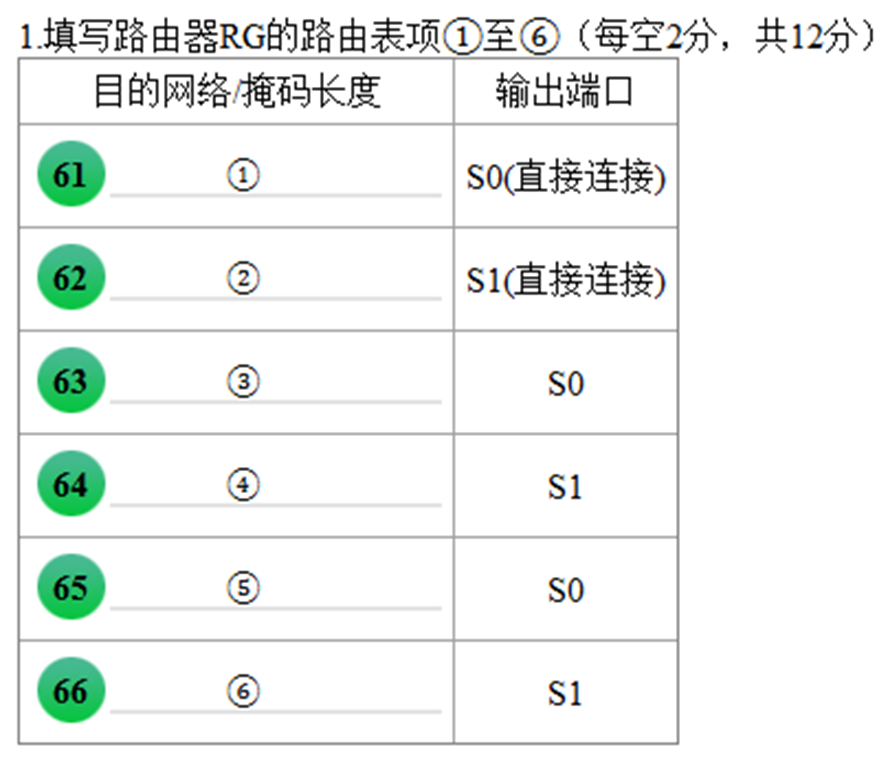 1.填写路由器RG的路由表项①至⑥（每空2分，共12分）
目的网络/掩码长度 输出端口
61 ① S0(直接连接)
62 ② S1(直接连接)
63 ③ S0
64 ④ S1
65 ⑤ S0
66 ⑥ S1